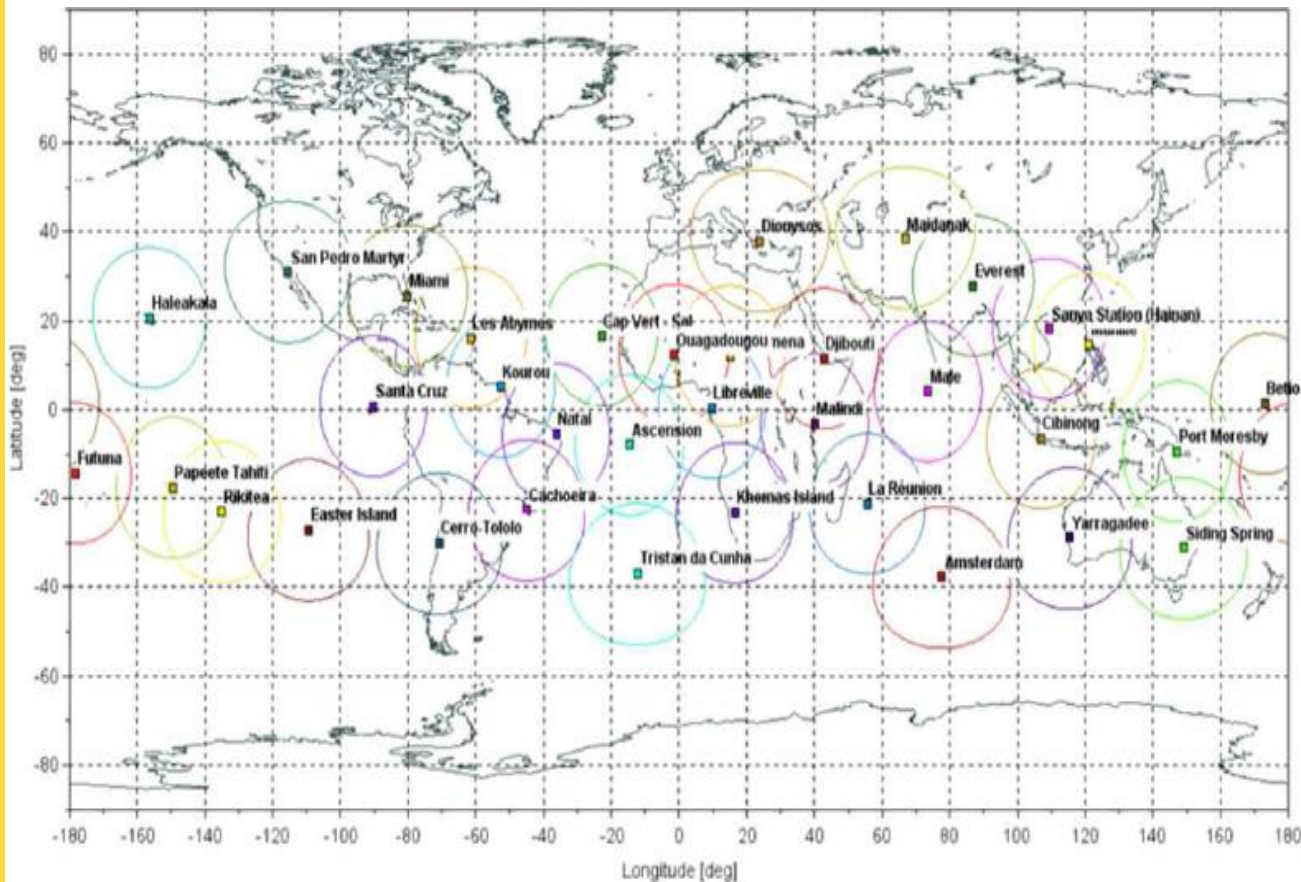 80
60
40
20
0
-20
-40
-60
-80
Latitude [deg]
Dionysos
Maidanak
San Pedro Martyr
Everest
Miami
Haleakala
Les Abymes
Cap Vert - Sal
Sanya Station (Hainan)
Ouagadougou
nena
Djibouti
Kourou
Santa Cruz
Libreville
Male
Betio
Malindi
Natal
Ascension
Cibinong
Port Moresby
Futuna
Papeete Tahiti
Rikitea
Cachoeira
Khomas Island
La Réunion
Easter Island
Cerro-Tololo
Yarragadee
Siding Spring
Tristan da Cunha
Amsterdam
-180 -160 -140 -120 -100 -80 -60 -40 -20 0 20 40 60 80 100 120 140 160 180
Longitude [deg]